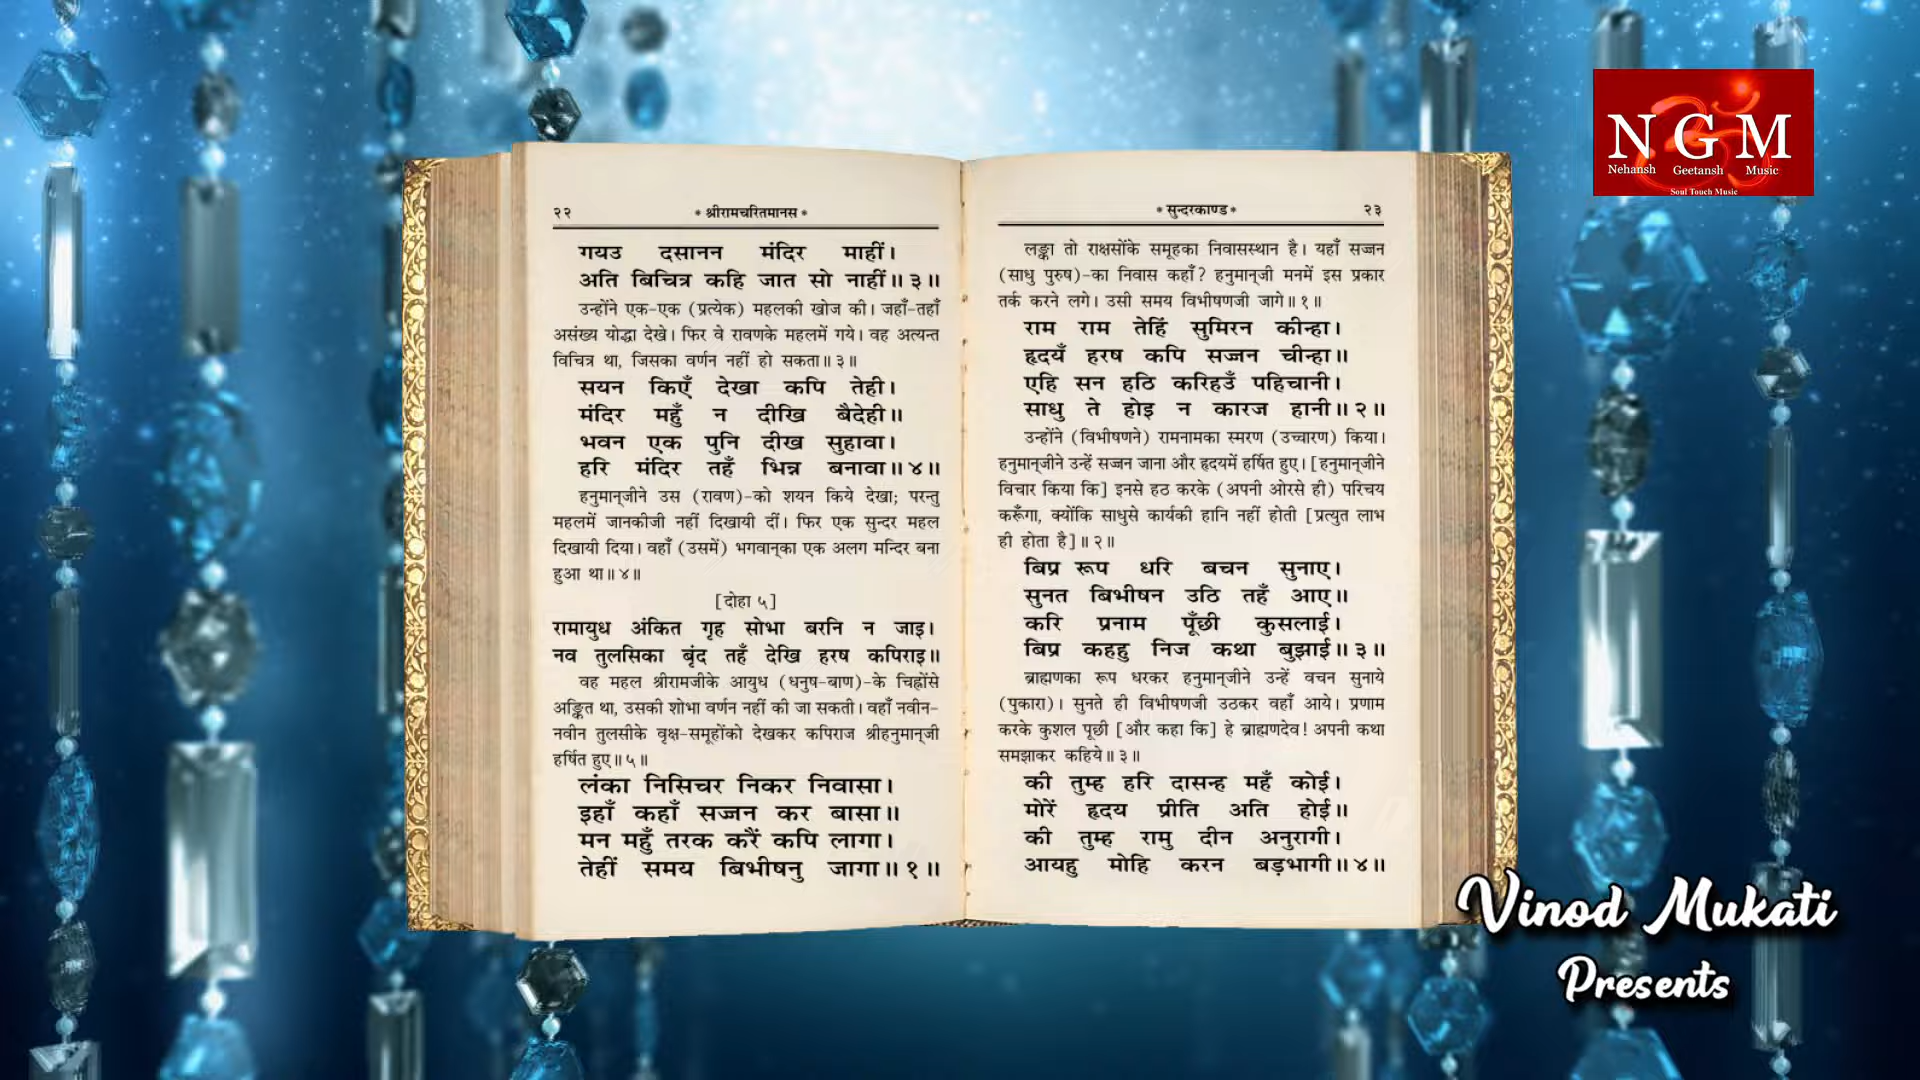 २२
* श्रीरामचरितमानस *
गयउ दसानन मंदिर माहीं।
अति बिचित्र कहि जात सो नाहीं॥३॥
उन्होंने एक-एक (प्रत्येक) महलकी खोज की। जहाँ-तहाँ
असंख्य योद्धा देखे। फिर वे रावणके महलमें गये। वह अत्यन्त
विचित्र था, जिसका वर्णन नहीं हो सकता॥३॥
सयन किएँ देखा कपि तेही।
मंदिर महुँ न दीखि बैदेही॥
भवन एक पुनि दीख सुहावा।
हरि मंदिर तहँ भिन्न बनावा॥४॥
हनुमान्‌जीने उस (रावण)-को शयन किये देखा; परन्तु
महलमें जानकीजी नहीं दिखायी दीं। फिर एक सुन्दर महल
दिखायी दिया। वहाँ (उसमें) भगवान्‌का एक अलग मन्दिर बना
हुआ था॥४॥
[दोहा ५]
रामायुध अंकित गृह सोभा बरनि न जाइ।
नव तुलसिका बृंद तहँ देखि हरष कपिराइ॥
वह महल श्रीरामजीके आयुध (धनुष-बाण)-के चिह्नोंसे
अङ्कित था, उसकी शोभा वर्णन नहीं की जा सकती। वहाँ नवीन-
नवीन तुलसीके वृक्ष-समूहोंको देखकर कपिराज श्रीहनुमान्‌जी
हर्षित हुए॥५॥
लंका निसिचर निकर निवासा।
इहाँ कहाँ सज्जन कर बासा॥
मन महुँ तरक करैं कपि लागा।
तेहीं समय बिभीषनु जागा॥१॥
* सुन्दरकाण्ड *
२३
लङ्का तो राक्षसोंके समूहका निवासस्थान है। यहाँ सज्जन
(साधु पुरुष)-का निवास कहाँ? हनुमान्‌जी मनमें इस प्रकार
तर्क करने लगे। उसी समय विभीषणजी जागे॥१॥
राम राम तेहिं सुमिरन कीन्हा।
हृदयँ हरष कपि सज्जन चीन्हा॥
एहि सन हठि करिहउँ पहिचानी।
साधु ते होइ न कारज हानी॥२॥
उन्होंने (विभीषणने) रामनामका स्मरण (उच्चारण) किया।
हनुमान्‌जीने उन्हें सज्जन जाना और हृदयमें हर्षित हुए। [हनुमान्‌जीने
विचार किया कि] इनसे हठ करके (अपनी ओरसे ही) परिचय
करूँगा, क्योंकि साधुसे कार्यकी हानि नहीं होती [प्रत्युत लाभ
ही होता है]॥२॥
बिप्र रूप धरि बचन सुनाए।
सुनत बिभीषन उठि तहँ आए॥
करि प्रनाम पूँछी कुसलाई।
बिप्र कहहु निज कथा बुझाई॥३॥
ब्राह्मणका रूप धरकर हनुमान्‌जीने उन्हें वचन सुनाये
(पुकारा)। सुनते ही विभीषणजी उठकर वहाँ आये। प्रणाम
करके कुशल पूछी [और कहा कि] हे ब्राह्मणदेव! अपनी कथा
समझाकर कहिये॥३॥
की तुम्ह हरि दासन्ह महँ कोई।
मोरें हृदय प्रीति अति होई॥
की तुम्ह रामु दीन अनुरागी।
आयहु मोहि करन बड़भागी॥४॥
N G M
Nehansh Geetansh Music
Soul Touch Music
Vinod Mukati
Presents